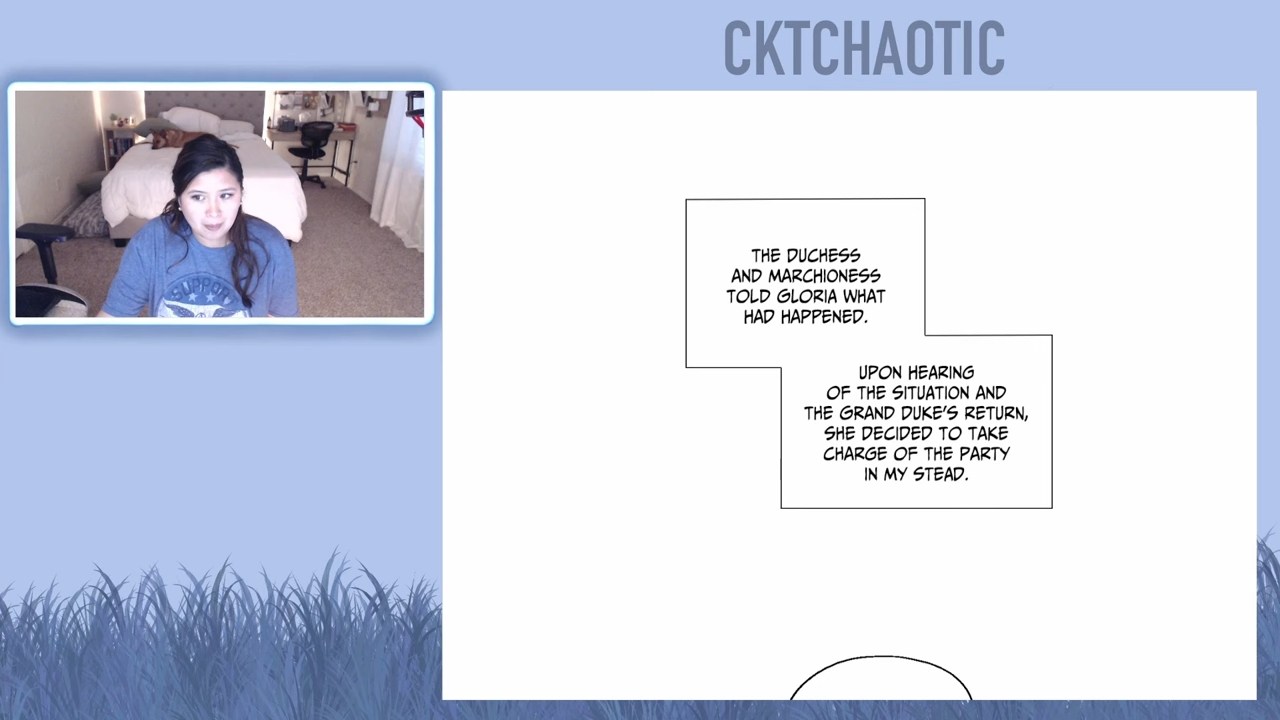 CKTCHAOTIC
SUPPORT
THE DUCHESS
AND MARCHIONESS
TOLD GLORIA WHAT
HAD HAPPENED.
UPON HEARING
OF THE SITUATION AND
THE GRAND DUKE'S RETURN,
SHE DECIDED TO TAKE
CHARGE OF THE PARTY
IN MY STEAD.